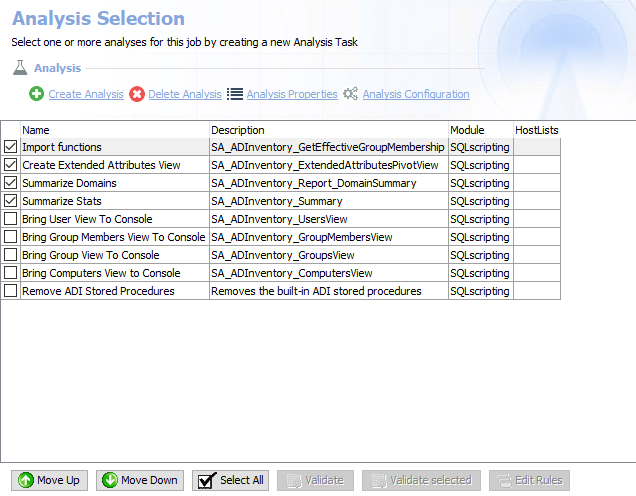 Analysis Selection
Select one or more analyses for this job by creating a new Analysis Task
Analysis
Create Analysis Delete Analysis Analysis Properties Analysis Configuration
Name Description Module HostLists
Import functions SA_ADInventory_GetEffectiveGroupMembership SQLscripting
Create Extended Attributes View SA_ADInventory_ExtendedAttributesPivotView SQLscripting
Summarize Domains SA_ADInventory_Report_DomainSummary SQLscripting
Summarize Stats SA_ADInventory_Summary SQLscripting
Bring User View To Console SA_ADInventory_UsersView SQLscripting
Bring Group Members View To Console SA_ADInventory_GroupMembersView SQLscripting
Bring Group View To Console SA_ADInventory_GroupsView SQLscripting
Bring Computers View to Console SA_ADInventory_ComputersView SQLscripting
Remove ADI Stored Procedures Removes the built-in ADI stored procedures SQLscripting
Move Up Move Down Select All Validate Validate selected Edit Rules